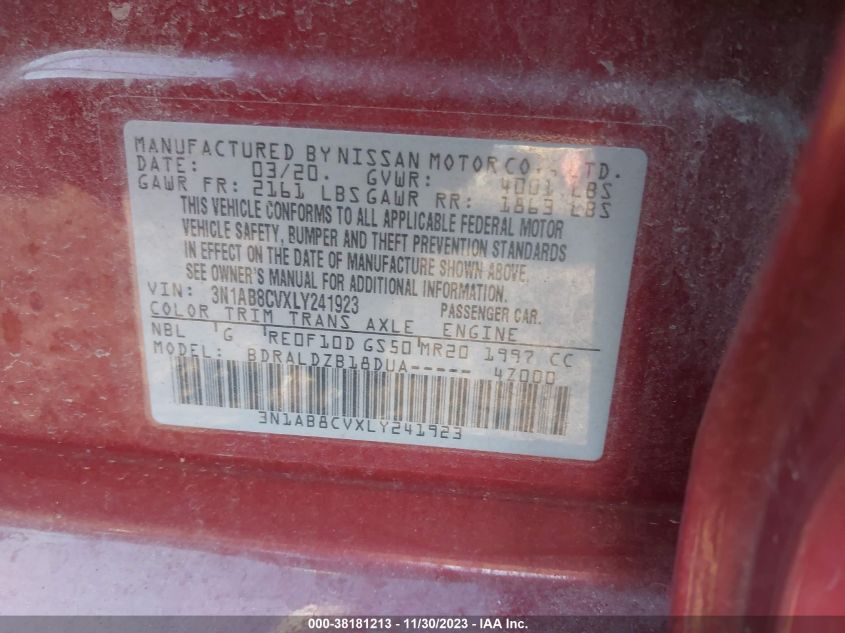 MANUFACTURED BY NISSAN MOTOR CO., LTD.
DATE: 03/20. GVWR: 4001 LBS
GAWR FR: 2161 LBS GAWR RR: 1863 LBS
THIS VEHICLE CONFORMS TO ALL APPLICABLE FEDERAL MOTOR
VEHICLE SAFETY, BUMPER AND THEFT PREVENTION STANDARDS
IN EFFECT ON THE DATE OF MANUFACTURE SHOWN ABOVE.
SEE OWNER'S MANUAL FOR ADDITIONAL INFORMATION.
VIN: 3N1AB8CVXLY241923 PASSENGER CAR.
COLOR TRIM TRANS AXLE ENGINE
NBL G RE0F10D GS50 MR20 1997 CC
MODEL: BDRALDZB18DUA----- 47000
3N1AB8CVXLY241923
000-38181213 - 11/30/2023 - IAA Inc.